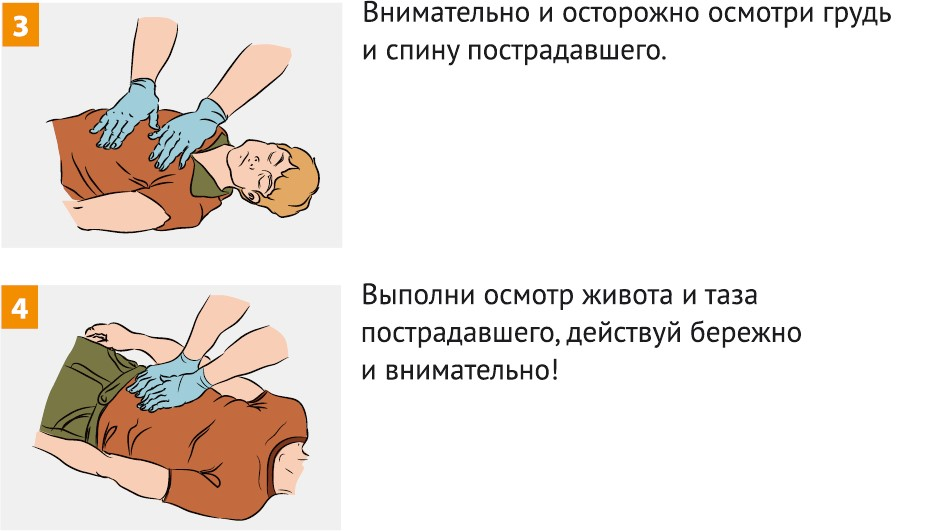 3
Внимательно и осторожно осмотри грудь
и спину пострадавшего.
4
Выполни осмотр живота и таза
пострадавшего, действуй бережно
и внимательно!